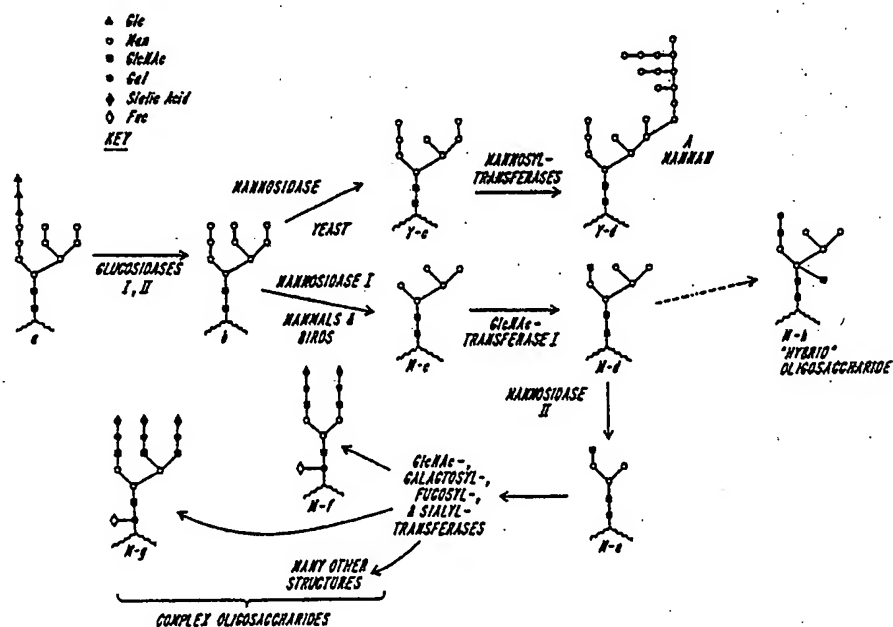 Glc
Man
GlcNAc
Gal
Sialic Acid
Fuc
KEY
a
GLUCOSIDASES
I, II
b
MANNOSIDASE
YEAST
Y-c
MANNOSYL-
TRANSFERASES
Y-d
A
MANNAN
MANNOSIDASE I
MAMMALS &
BIRDS
M-c
GlcNAc-
TRANSFERASE I
M-d
M-h
"HYBRID"
OLIGOSACCHARIDE
MANNOSIDASE
II
M-e
GlcNAc-,
GALACTOSYL-,
FUCOSYL-,
& SIALYL-
TRANSFERASES
M-f
M-g
MANY OTHER
STRUCTURES
COMPLEX OLIGOSACCHARIDES